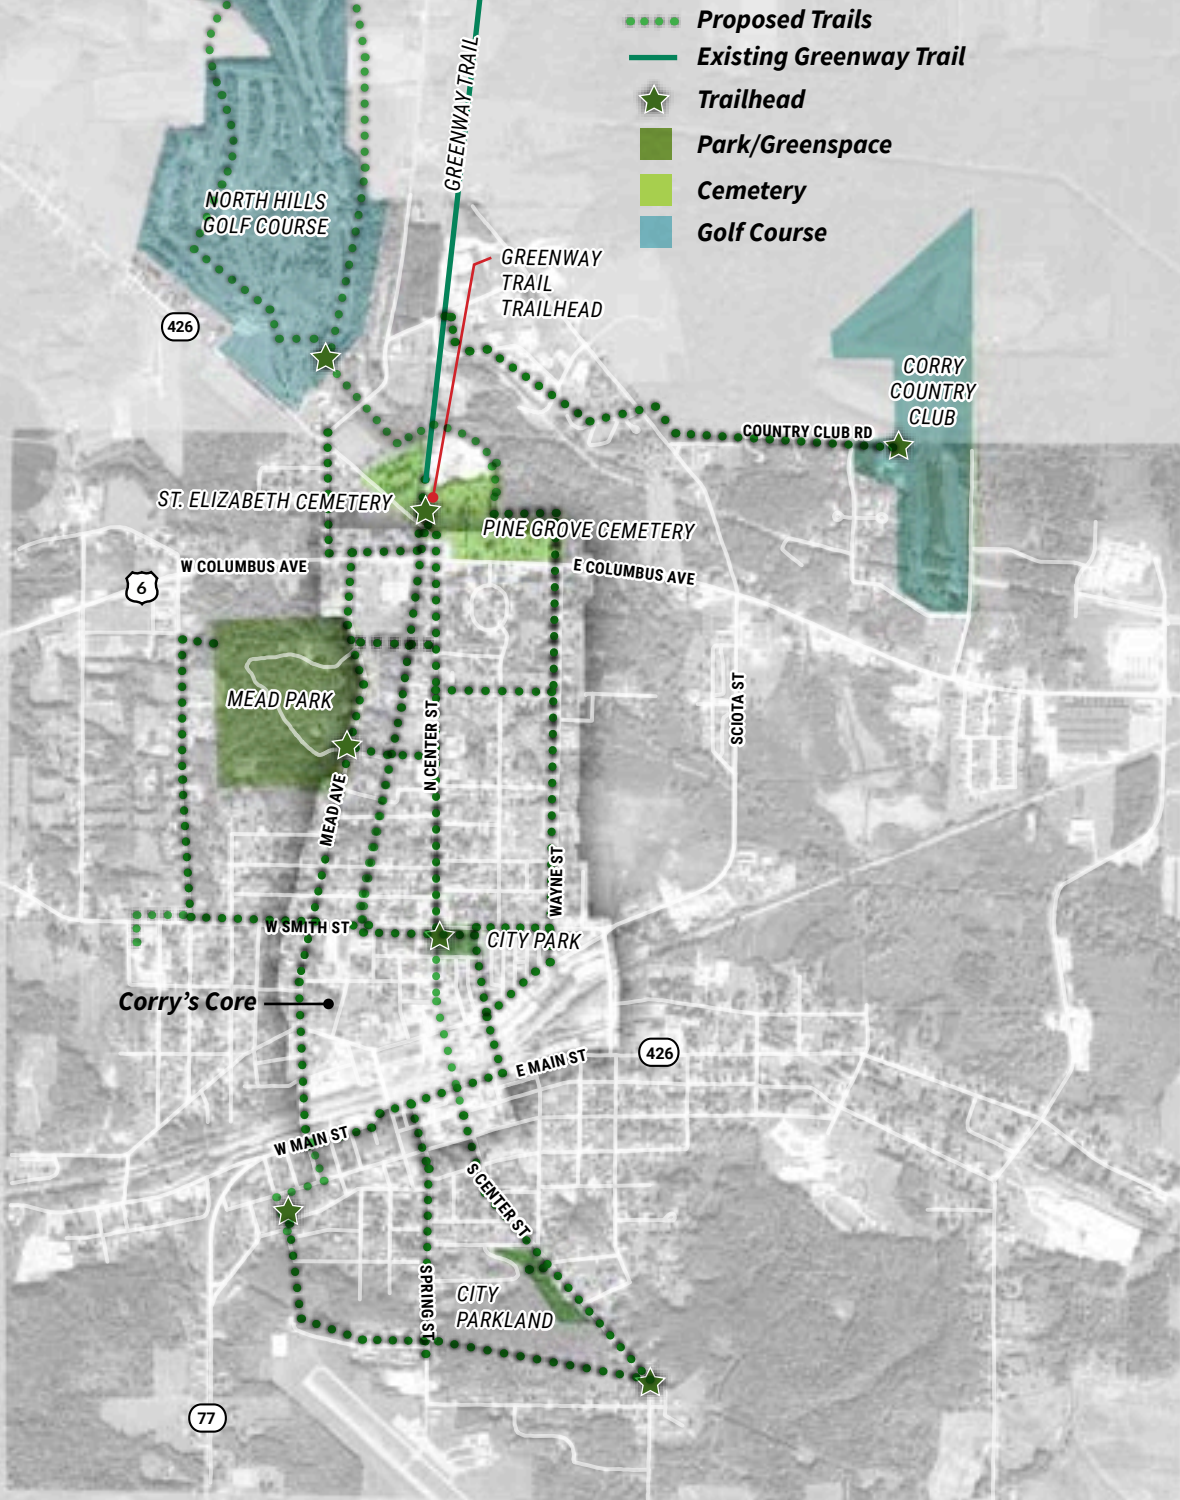 Proposed Trails
Existing Greenway Trail
Trailhead
Park/Greenspace
Cemetery
Golf Course
GREENWAY TRAIL
NORTH HILLS
GOLF COURSE
GREENWAY
TRAIL
TRAILHEAD
426
CORRY
COUNTRY
CLUB
COUNTRY CLUB RD
ST. ELIZABETH CEMETERY
PINE GROVE CEMETERY
W COLUMBUS AVE
E COLUMBUS AVE
6
MEAD PARK
N CENTER ST
SCIOTA ST
MEAD AVE
WAYNE ST
W SMITH ST
CITY PARK
Corry's Core
E MAIN ST
426
W MAIN ST
S CENTER ST
SPRING ST
CITY
PARKLAND
77